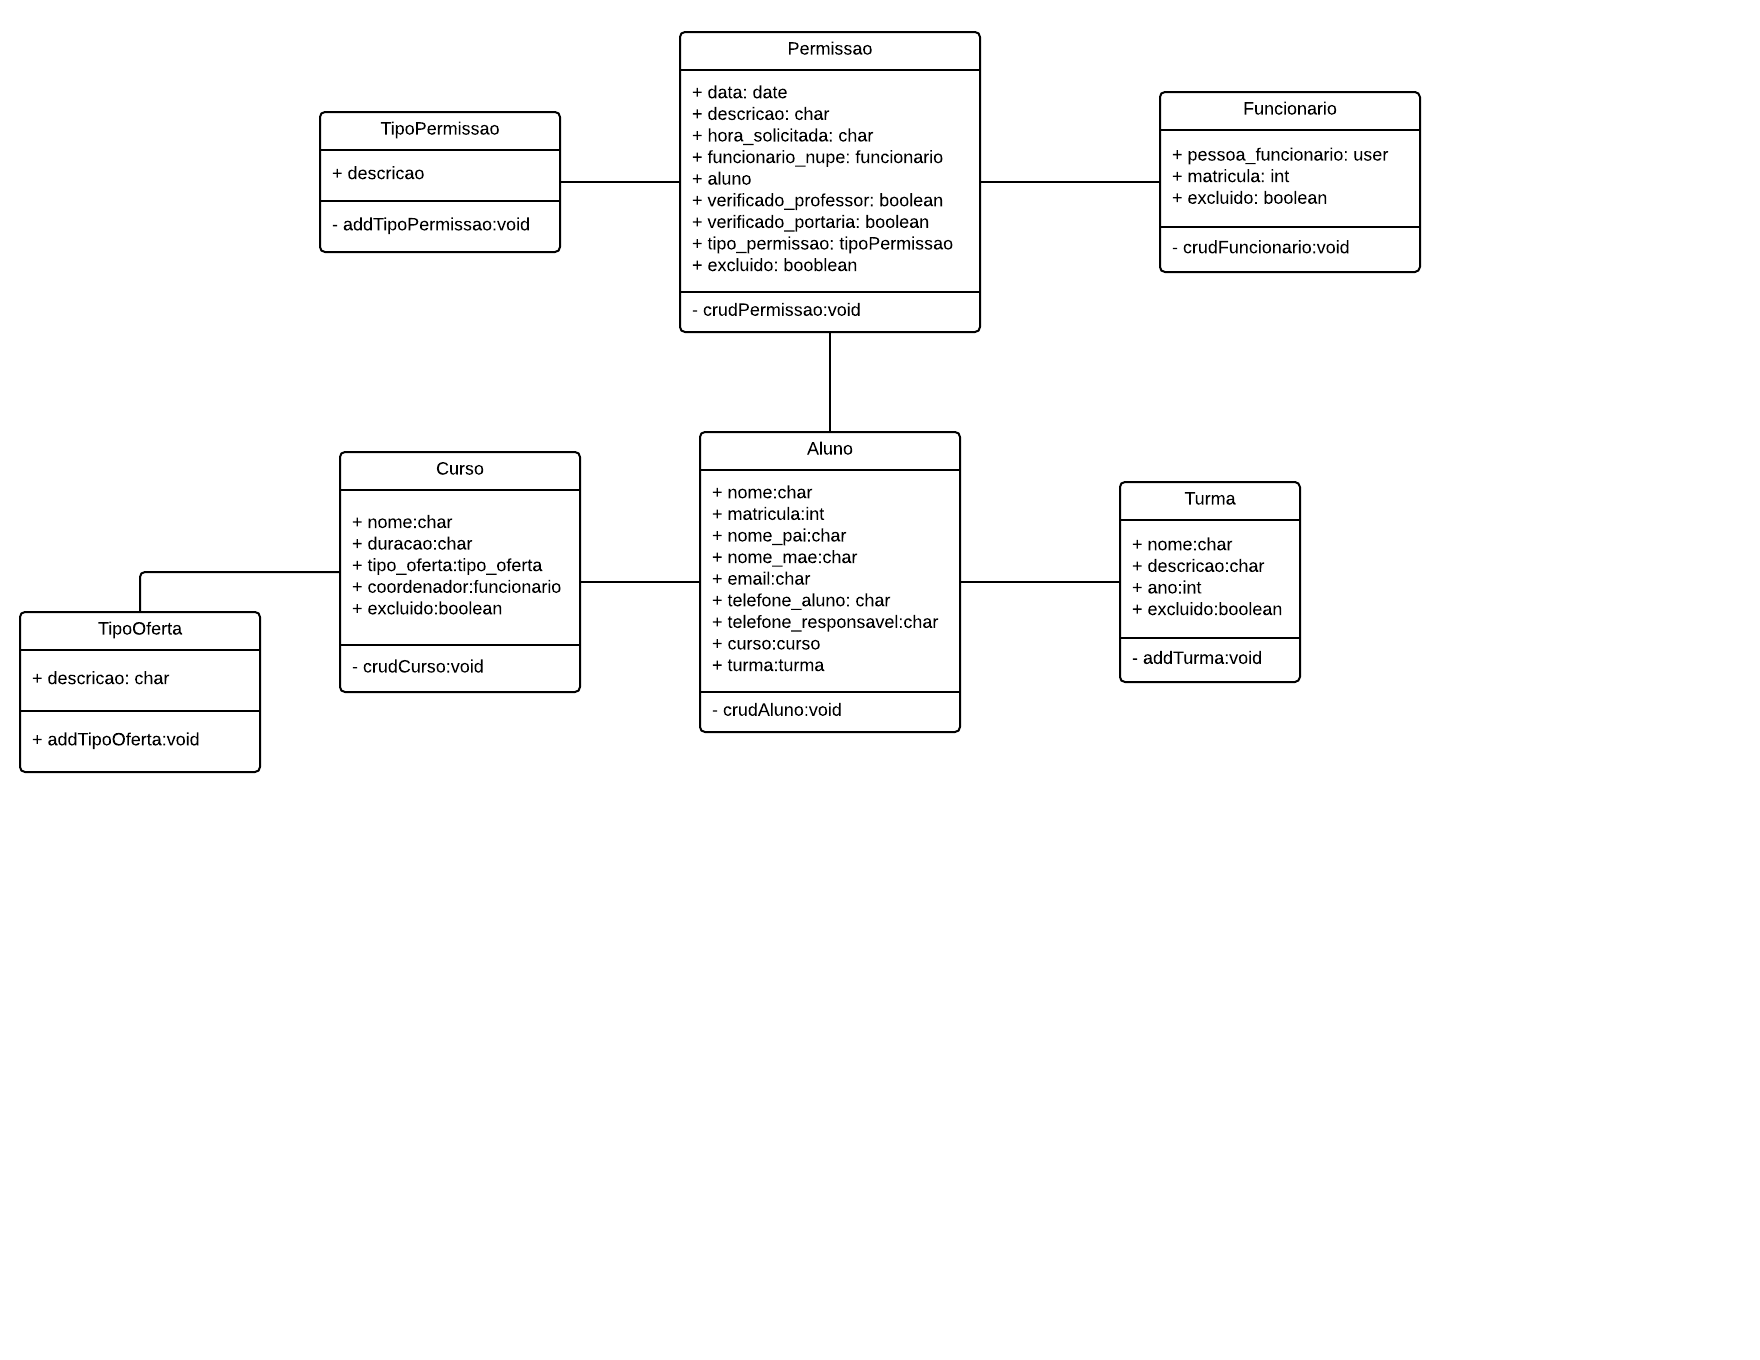 Permissao
+ data: date
+ descricao: char
+ hora_solicitada: char
+ funcionario_nupe: funcionario
+ aluno
+ verificado_professor: boolean
+ verificado_portaria: boolean
+ tipo_permissao: tipoPermissao
+ excluido: booblean
- crudPermissao:void
TipoPermissao
+ descricao
- addTipoPermissao:void
Funcionario
+ pessoa_funcionario: user
+ matricula: int
+ excluido: boolean
- crudFuncionario:void
Aluno
+ nome:char
+ matricula:int
+ nome_pai:char
+ nome_mae:char
+ email:char
+ telefone_aluno: char
+ telefone_responsavel:char
+ curso:curso
+ turma:turma
- crudAluno:void
Curso
+ nome:char
+ duracao:char
+ tipo_oferta:tipo_oferta
+ coordenador:funcionario
+ excluido:boolean
- crudCurso:void
Turma
+ nome:char
+ descricao:char
+ ano:int
+ excluido:boolean
- addTurma:void
TipoOferta
+ descricao: char
+ addTipoOferta:void